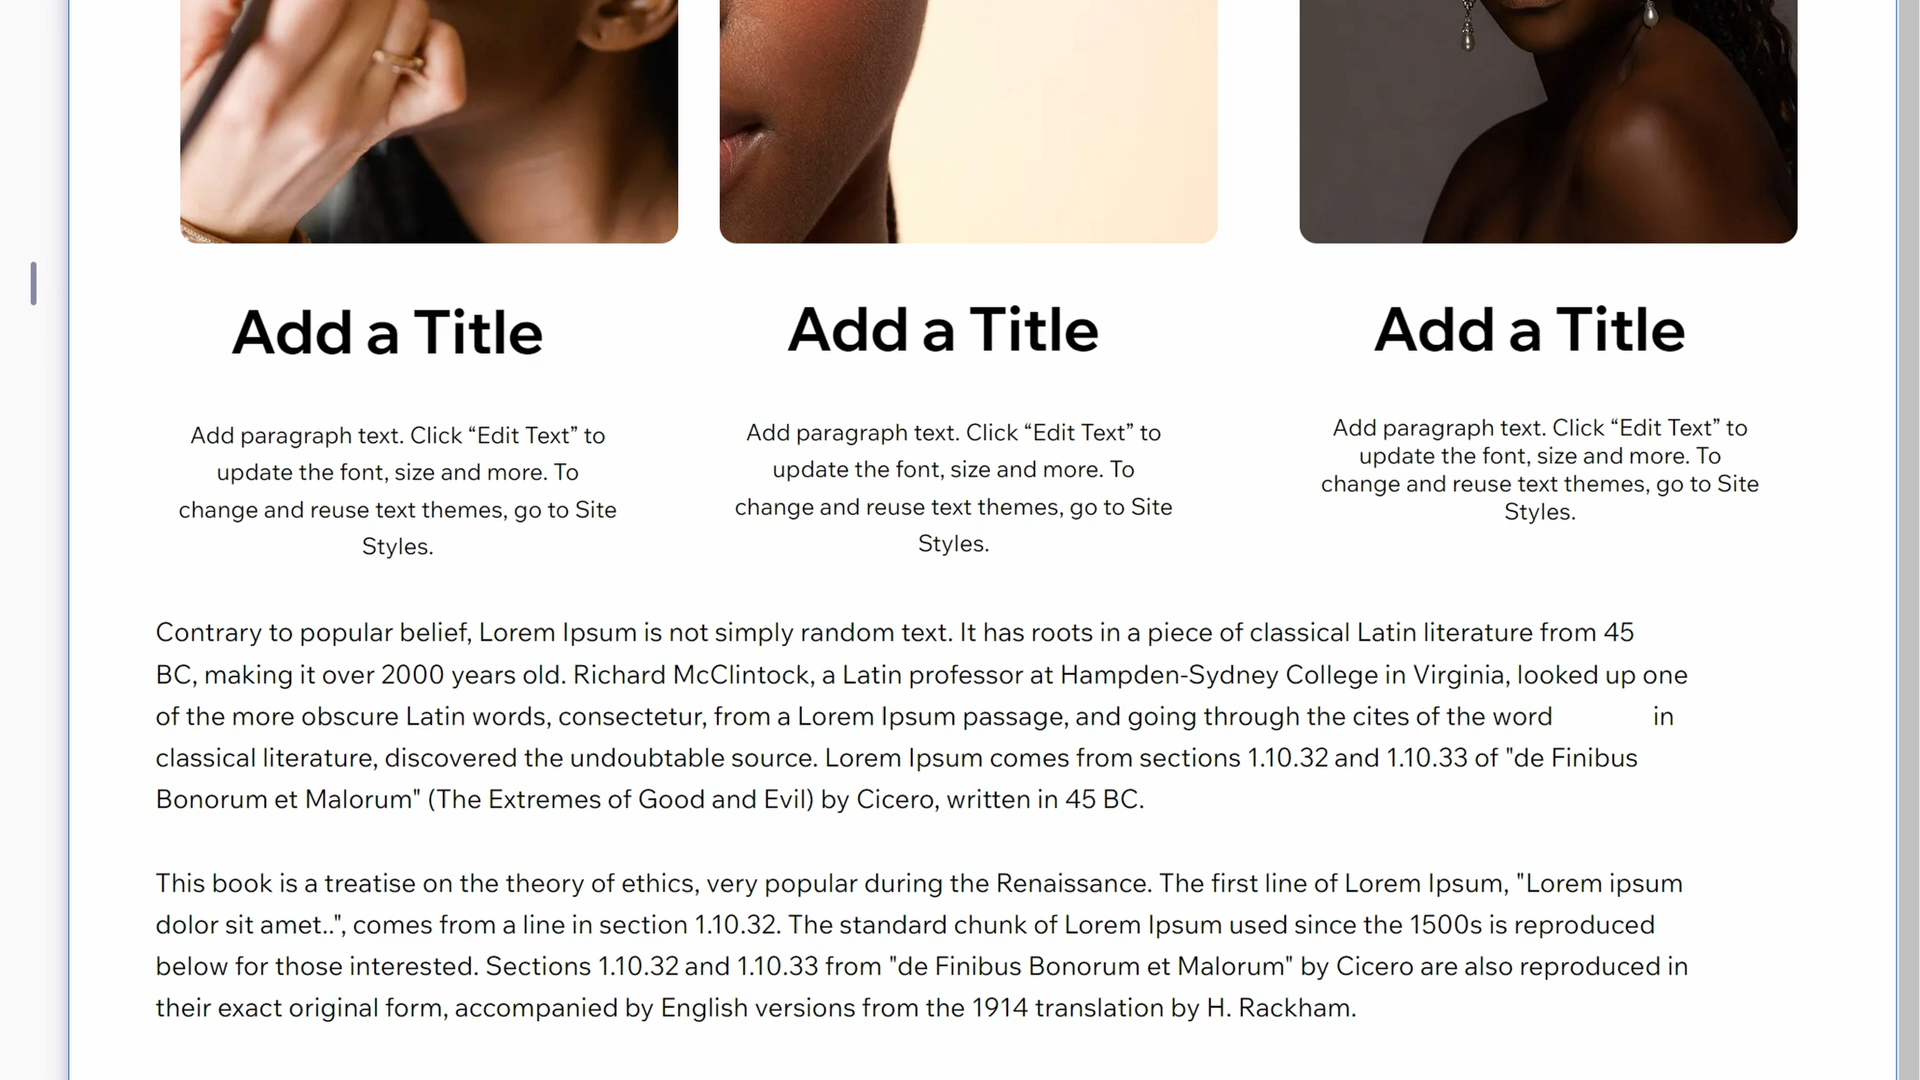 Add a Title
Add paragraph text. Click “Edit Text” to
update the font, size and more. To
change and reuse text themes, go to Site
Styles.
Add a Title
Add paragraph text. Click “Edit Text” to
update the font, size and more. To
change and reuse text themes, go to Site
Styles.
Add a Title
Add paragraph text. Click “Edit Text” to
update the font, size and more. To
change and reuse text themes, go to Site
Styles.
Contrary to popular belief, Lorem Ipsum is not simply random text. It has roots in a piece of classical Latin literature from 45
BC, making it over 2000 years old. Richard McClintock, a Latin professor at Hampden-Sydney College in Virginia, looked up one
of the more obscure Latin words, consectetur, from a Lorem Ipsum passage, and going through the cites of the word in
classical literature, discovered the undoubtable source. Lorem Ipsum comes from sections 1.10.32 and 1.10.33 of "de Finibus
Bonorum et Malorum" (The Extremes of Good and Evil) by Cicero, written in 45 BC.
This book is a treatise on the theory of ethics, very popular during the Renaissance. The first line of Lorem Ipsum, "Lorem ipsum
dolor sit amet..", comes from a line in section 1.10.32. The standard chunk of Lorem Ipsum used since the 1500s is reproduced
below for those interested. Sections 1.10.32 and 1.10.33 from "de Finibus Bonorum et Malorum" by Cicero are also reproduced in
their exact original form, accompanied by English versions from the 1914 translation by H. Rackham.